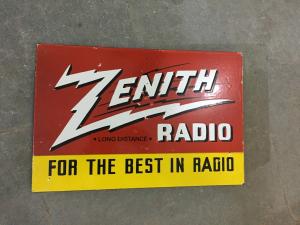 ZENITH
• LONG DISTANCE •
RADIO
FOR THE BEST IN RADIO